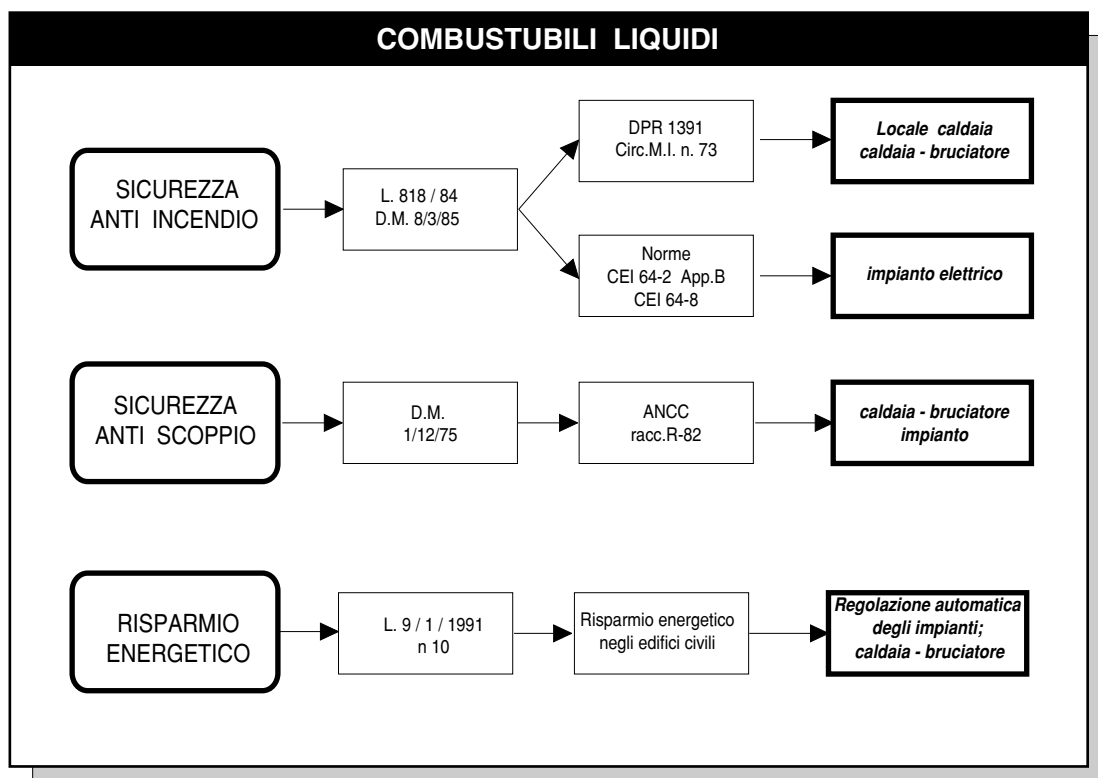 COMBUSTUBILI LIQUIDI
SICUREZZA
ANTI INCENDIO
L. 818 / 84
D.M. 8/3/85
DPR 1391
Circ.M.I. n. 73
Locale caldaia
caldaia - bruciatore
Norme
CEI 64-2 App.B
CEI 64-8
impianto elettrico
SICUREZZA
ANTI SCOPPIO
D.M.
1/12/75
ANCC
racc.R-82
caldaia - bruciatore
impianto
RISPARMIO
ENERGETICO
L. 9 / 1 / 1991
n 10
Risparmio energetico
negli edifici civili
Regolazione automatica
degli impianti;
caldaia - bruciatore